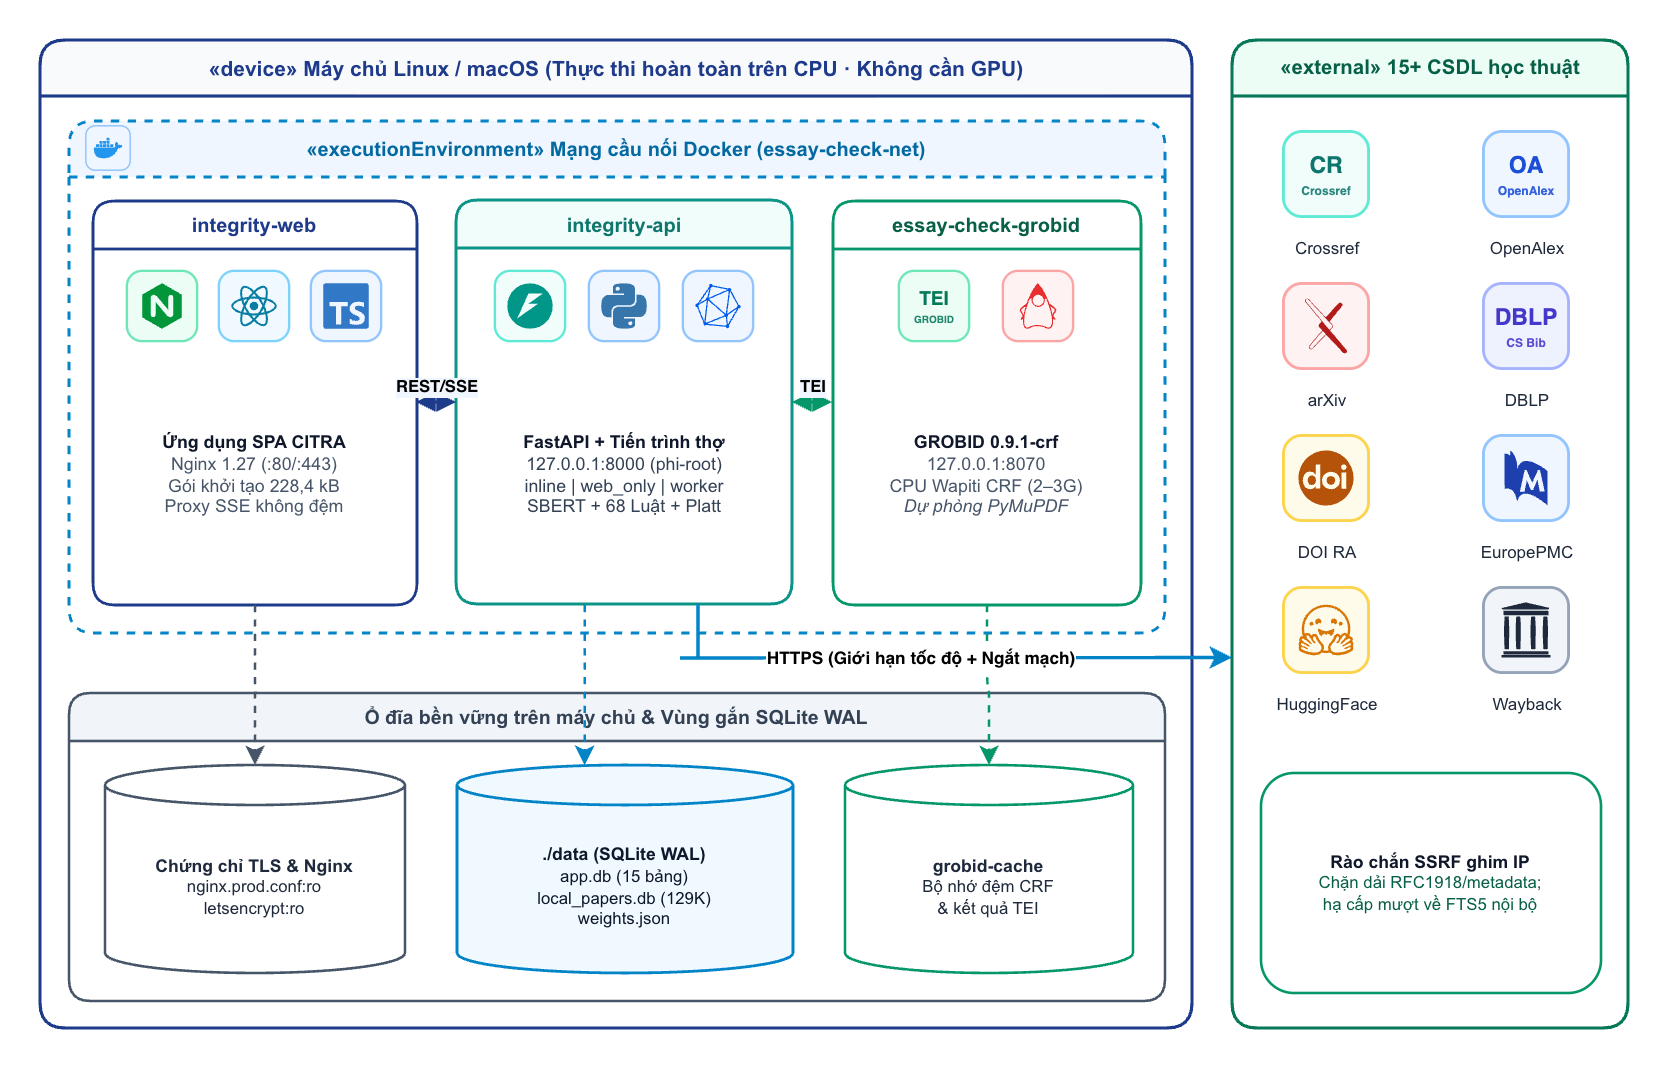 «device» Máy chủ Linux / macOS (Thực thi hoàn toàn trên CPU · Không cần GPU)
«executionEnvironment» Mạng cầu nối Docker (essay-check-net)
integrity-web
TS
REST/SSE
Ứng dụng SPA CITRA
Nginx 1.27 (:80/:443)
Gói khởi tạo 228,4 kB
Proxy SSE không đệm
integrity-api
FastAPI + Tiến trình thợ
127.0.0.1:8000 (phi-root)
inline | web_only | worker
SBERT + 68 Luật + Platt
TEI
essay-check-grobid
TEI
GROBID
GROBID 0.9.1-crf
127.0.0.1:8070
CPU Wapiti CRF (2–3G)
Dự phòng PyMuPDF
HTTPS (Giới hạn tốc độ + Ngắt mạch)
Ổ đĩa bền vững trên máy chủ & Vùng gắn SQLite WAL
Chứng chỉ TLS & Nginx
nginx.prod.conf:ro
letsencrypt:ro
./data (SQLite WAL)
app.db (15 bảng)
local_papers.db (129K)
weights.json
grobid-cache
Bộ nhớ đệm CRF
& kết quả TEI
«external» 15+ CSDL học thuật
CR
Crossref
Crossref
OA
OpenAlex
OpenAlex
arXiv
DBLP
CS Bib
DBLP
doi
DOI RA
M
EuropePMC
HuggingFace
Wayback
Rào chắn SSRF ghim IP
Chặn dải RFC1918/metadata;
hạ cấp mượt về FTS5 nội bộ